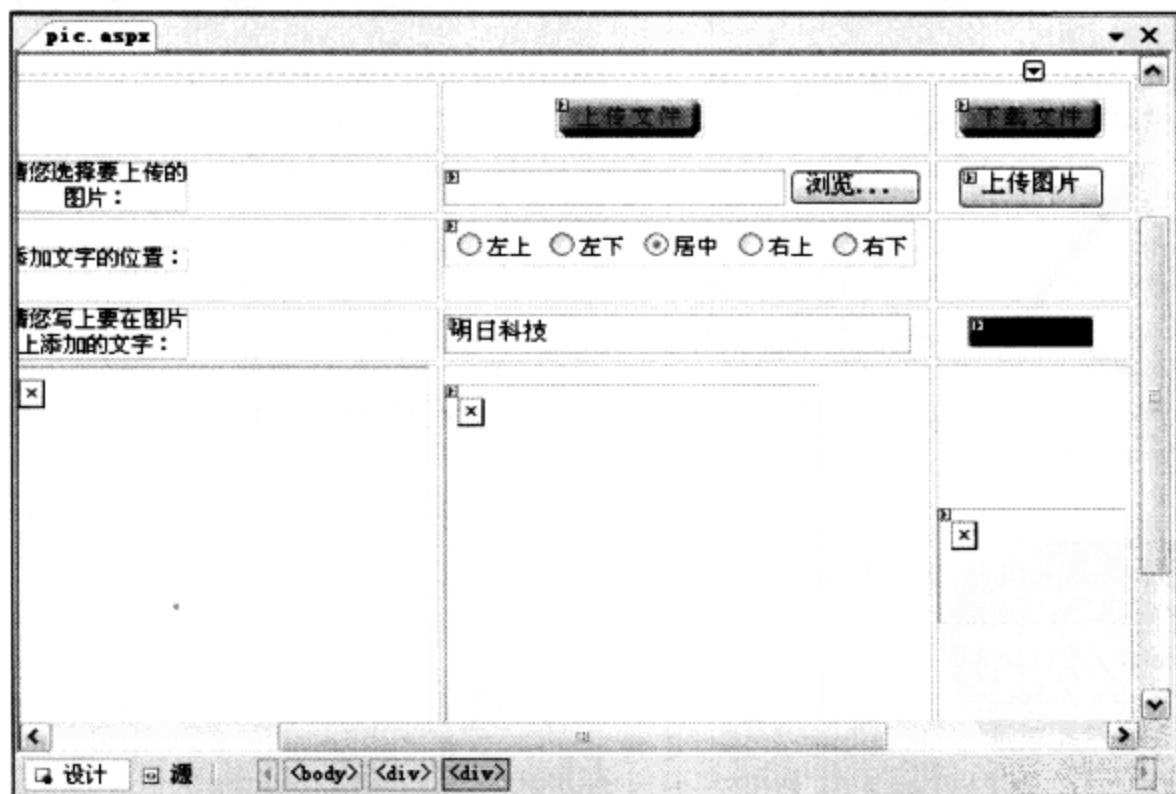 pic.aspx
上传文件 下载文件
请您选择要上传的
图片：
浏览... 上传图片
添加文字的位置：
左上 左下 居中 右上 右下
请您写上要在图片
上添加的文字：
明日科技
设计 源 <body> <div> <div>